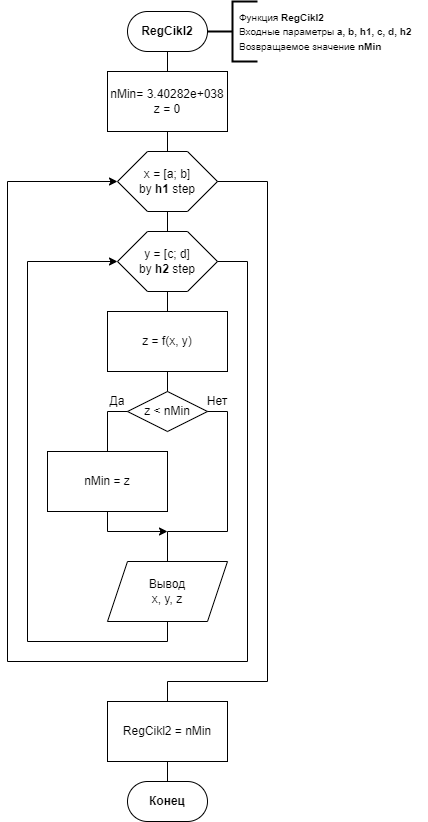 RegCikl2
Функция RegCikl2
Входные параметры a, b, h1, c, d, h2
Возвращаемое значение nMin
nMin= 3.40282e+038
z = 0
x = [a; b]
by h1 step
y = [c; d]
by h2 step
z = f(x, y)
Да
z < nMin
Нет
nMin = z
Вывод
x, y, z
RegCikl2 = nMin
Конец